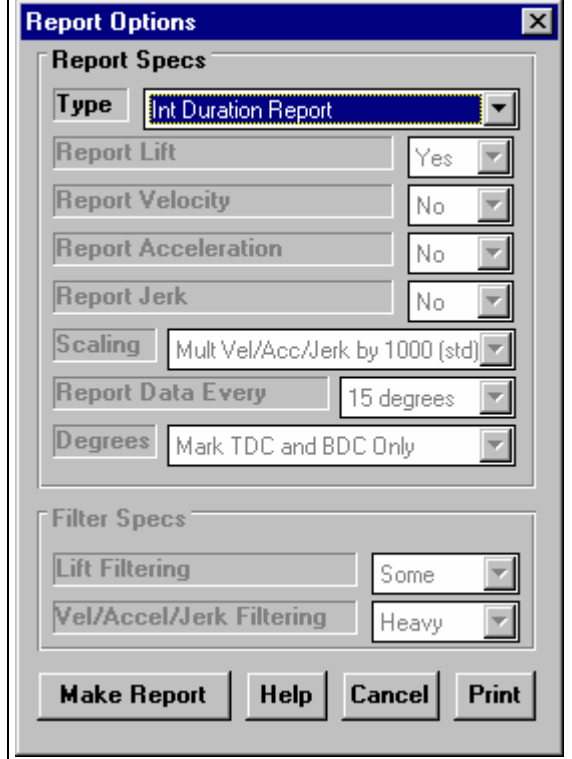 Report Options
Report Specs
Type Int Duration Report
Report Lift Yes
Report Velocity No
Report Acceleration No
Report Jerk No
Scaling Mult Vel/Acc/Jerk by 1000 (std)
Report Data Every 15 degrees
Degrees Mark TDC and BDC Only
Filter Specs
Lift Filtering Some
Vel/Accel/Jerk Filtering Heavy
Make Report Help Cancel Print